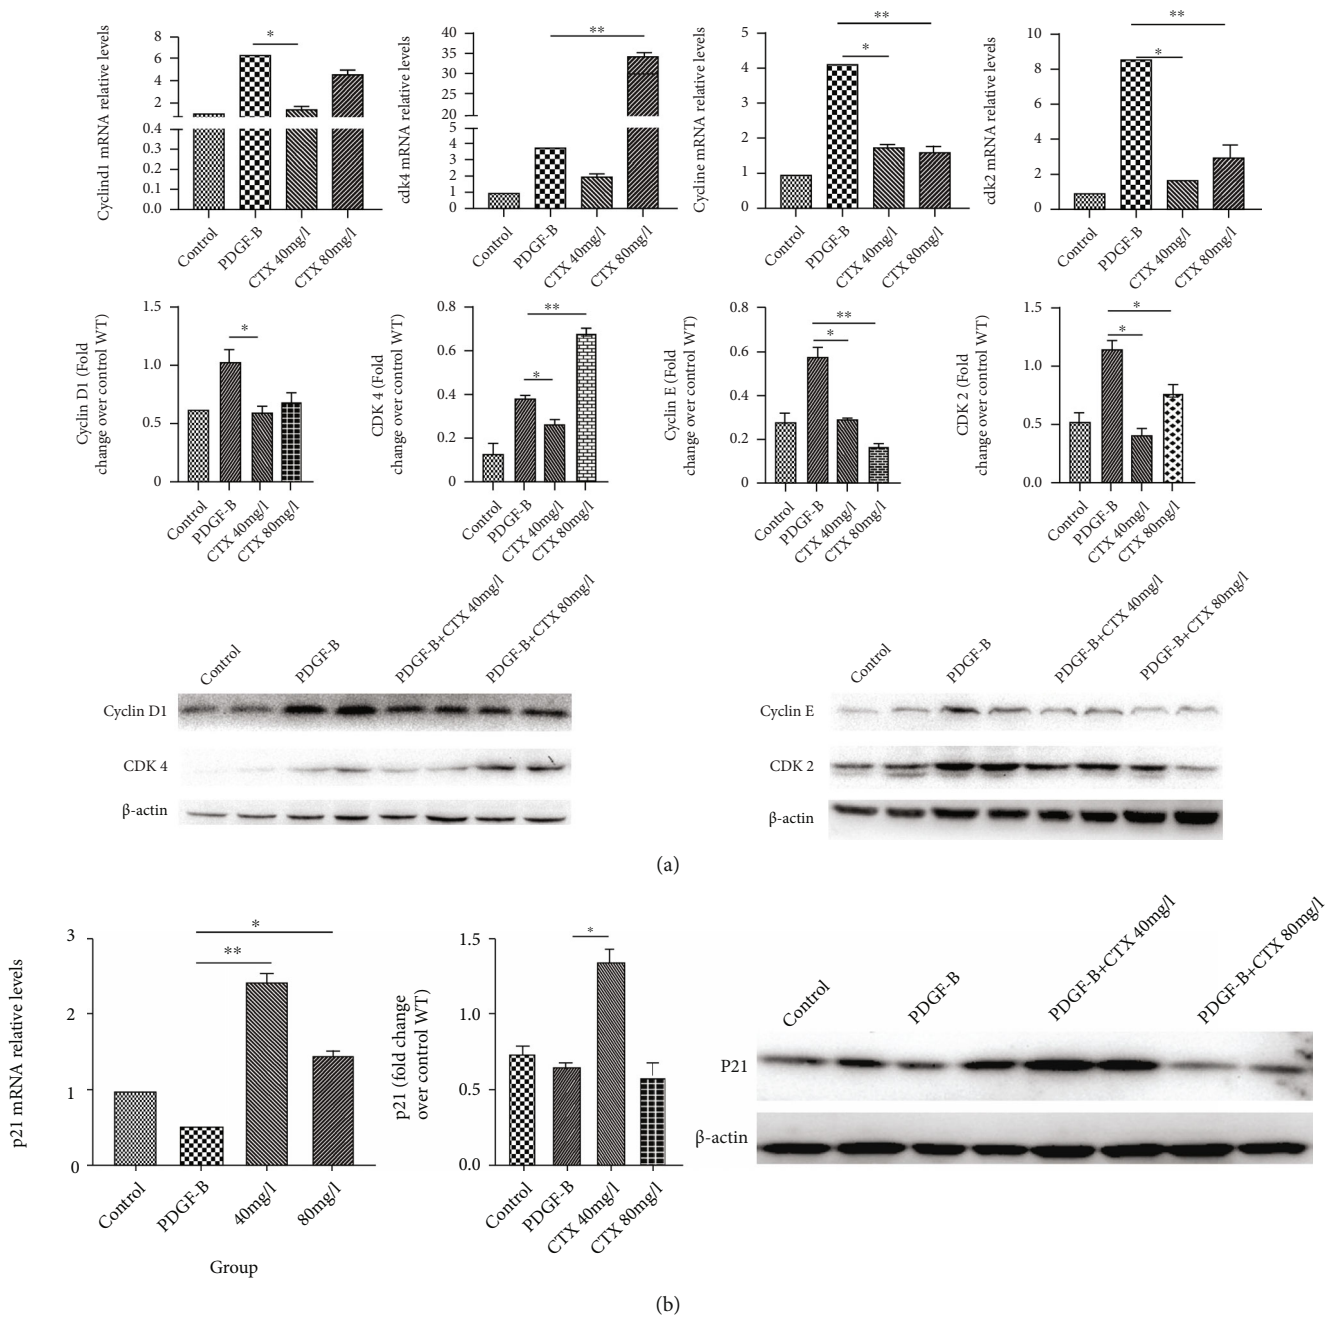 Cyclind1 mRNA relative levels
8
6
4
2
0.4
0.3
0.2
0.1
0.0
*
Control
PDGF-B
CTX 40mg/l
CTX 80mg/l
cdk4 mRNA relative levels
40
35
30
25
20
5
4
3
2
1
0
**
Control
PDGF-B
CTX 40mg/l
CTX 80mg/l
Cycline mRNA relative levels
5
4
3
2
1
0
**
*
Control
PDGF-B
CTX 40mg/l
CTX 80mg/l
cdk2 mRNA relative levels
10
8
6
4
2
0
**
*
Control
PDGF-B
CTX 40mg/l
CTX 80mg/l
Cyclin D1 (Fold
change over control WT)
1.5
1.0
0.5
0
*
Control
PDGF-B
CTX 40mg/l
CTX 80mg/l
CDK 4 (Fold
change over control WT)
0.8
0.6
0.4
0.2
0
**
*
Control
PDGF-B
CTX 40mg/l
CTX 80mg/l
Cyclin E (Fold
change over control WT)
0.8
0.6
0.4
0.2
0
**
*
Control
PDGF-B
CTX 40mg/l
CTX 80mg/l
CDK 2 (Fold
change over control WT)
1.5
1.0
0.5
0.0
*
*
Control
PDGF-B
CTX 40mg/l
CTX 80mg/l
Control
PDGF-B
PDGF-B+CTX 40mg/l
PDGF-B+CTX 80mg/l
Cyclin D1
CDK 4
β-actin
Control
PDGF-B
PDGF-B+CTX 40mg/l
PDGF-B+CTX 80mg/l
Cyclin E
CDK 2
β-actin
(a)
p21 mRNA relative levels
3
2
1
0
*
**
Control
PDGF-B
40mg/l
80mg/l
Group
p21 (fold change
over control WT)
1.5
1.0
0.5
0.0
*
Control
PDGF-B
CTX 40mg/l
CTX 80mg/l
Control
PDGF-B
PDGF-B+CTX 40mg/l
PDGF-B+CTX 80mg/l
P21
β-actin
(b)